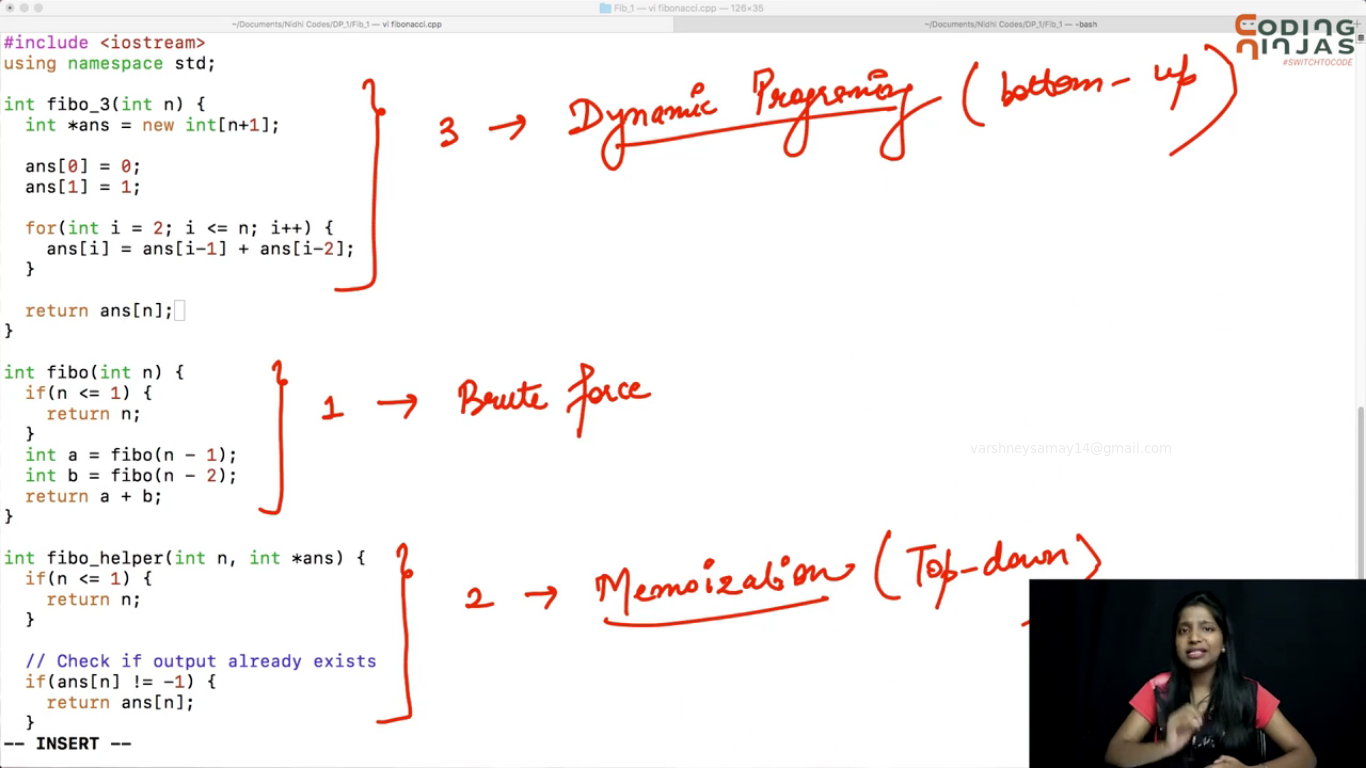 Fib_1 — vi fibonacci.cpp — 126×35
~/Documents/Nidhi Codes/DP_1/Fib_1 — vi fibonacci.cpp
~/Documents/Nidhi Codes/DP_1/Fib_1 — -bash
CODING NINJAS
#SWITCHTOCODE
#include <iostream>
using namespace std;
int fibo_3(int n) {
int *ans = new int[n+1];
ans[0] = 0;
ans[1] = 1;
for(int i = 2; i <= n; i++) {
ans[i] = ans[i-1] + ans[i-2];
}
return ans[n];
}
3 → Dynamic Programing (bottom-up)
int fibo(int n) {
if(n <= 1) {
return n;
}
int a = fibo(n - 1);
int b = fibo(n - 2);
return a + b;
}
1 → Brute force
varshneysamay14@gmail.com
int fibo_helper(int n, int *ans) {
if(n <= 1) {
return n;
}
// Check if output already exists
if(ans[n] != -1) {
return ans[n];
}
2 → Memoization (Top-down)
-- INSERT --